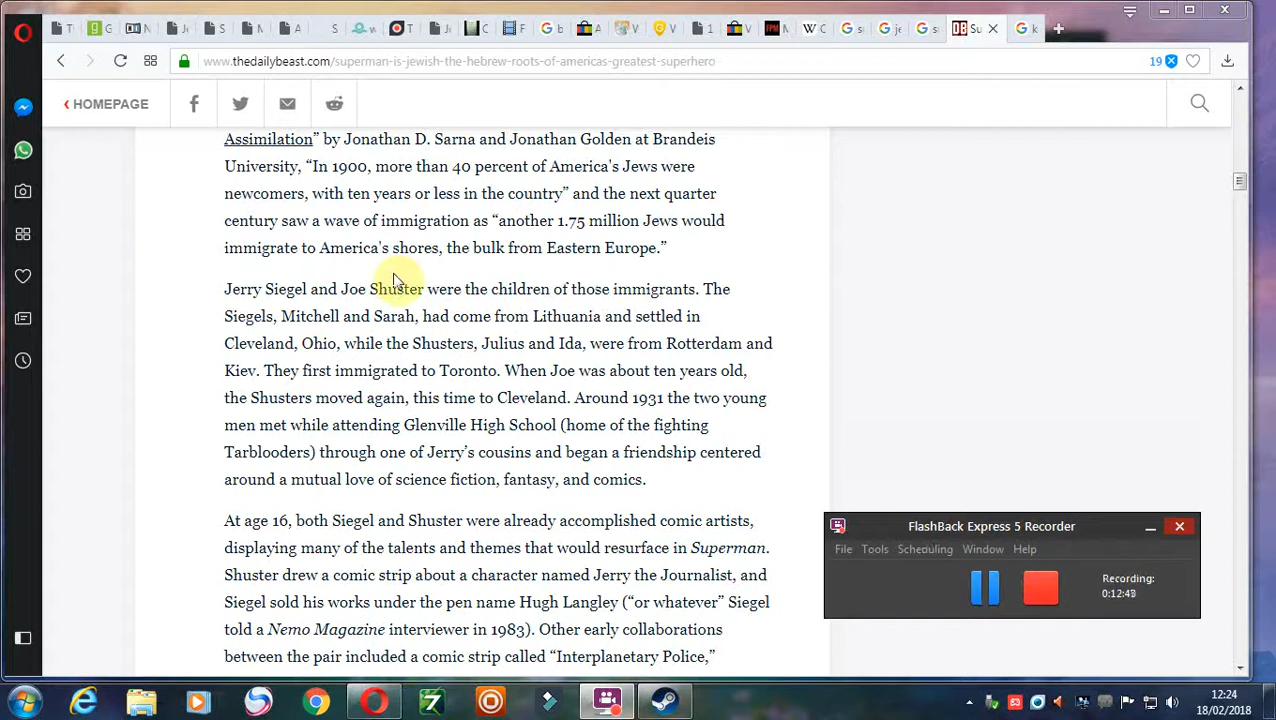 T
G
N
J
S
M
A
S
w
T
J
C
F
G b
A
S
V
1
V
W C
G s
G je
G s
DB Su
G k
www.thedailybeast.com/superman-is-jewish-the-hebrew-roots-of-americas-greatest-superhero
19
HOMEPAGE
Assimilation” by Jonathan D. Sarna and Jonathan Golden at Brandeis
University, “In 1900, more than 40 percent of America's Jews were
newcomers, with ten years or less in the country” and the next quarter
century saw a wave of immigration as “another 1.75 million Jews would
immigrate to America's shores, the bulk from Eastern Europe.”
Jerry Siegel and Joe Shuster were the children of those immigrants. The
Siegels, Mitchell and Sarah, had come from Lithuania and settled in
Cleveland, Ohio, while the Shusters, Julius and Ida, were from Rotterdam and
Kiev. They first immigrated to Toronto. When Joe was about ten years old,
the Shusters moved again, this time to Cleveland. Around 1931 the two young
men met while attending Glenville High School (home of the fighting
Tarblooders) through one of Jerry’s cousins and began a friendship centered
around a mutual love of science fiction, fantasy, and comics.
At age 16, both Siegel and Shuster were already accomplished comic artists,
displaying many of the talents and themes that would resurface in Superman.
Shuster drew a comic strip about a character named Jerry the Journalist, and
Siegel sold his works under the pen name Hugh Langley (“or whatever” Siegel
told a Nemo Magazine interviewer in 1983). Other early collaborations
between the pair included a comic strip called “Interplanetary Police,”
FlashBack Express 5 Recorder
File Tools Scheduling Window Help
Recording:
12:24
18/02/2018